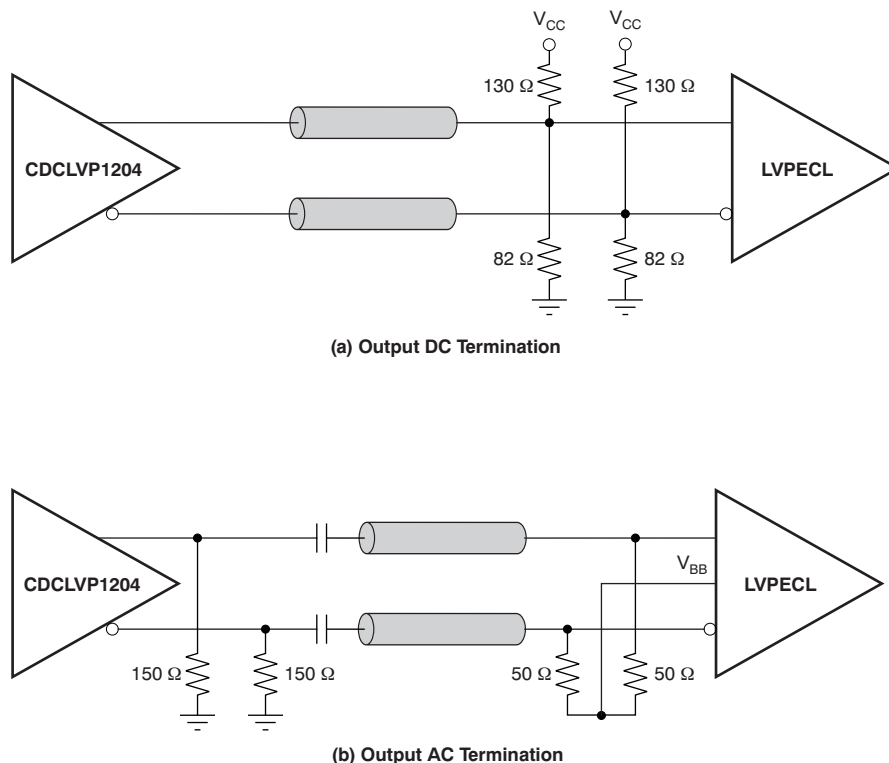 V_CC V_CC
130 Ω 130 Ω
CDCLVP1204 LVPECL
82 Ω 82 Ω
(a) Output DC Termination
V_BB
CDCLVP1204 LVPECL
150 Ω 150 Ω 50 Ω 50 Ω
(b) Output AC Termination